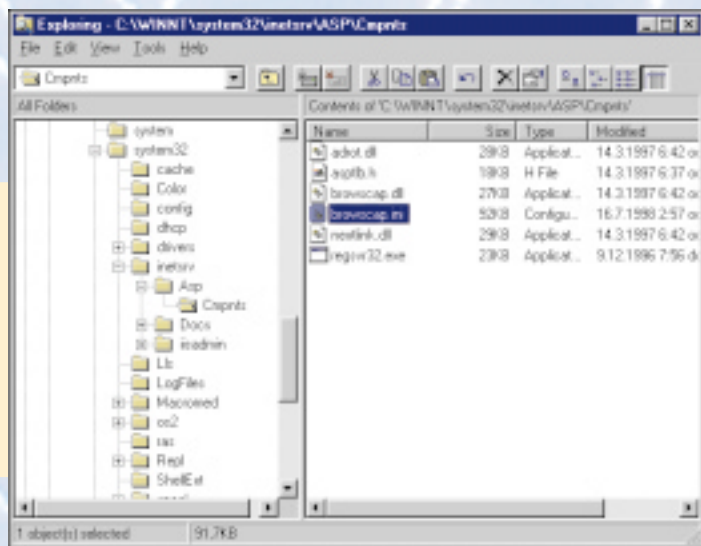 Exploring - C:\WINNT\system32\inetsrv\ASP\Cmpnts
File Edit View Tools Help
Cmpnts
All Folders
Contents of 'C:\WINNT\system32\inetsrv\ASP\Cmpnts'
system
system32
cache
Color
config
dhcp
drivers
inetsrv
Asp
Cmpnts
Docs
iisadmin
Lls
LogFiles
Macromed
os2
ras
Repl
ShellExt
spool
Name Size Type Modified
adrot.dll 28KB Applicat... 14.3.1997 6:42
asptlb.h 18KB H File 14.3.1997 6:37
browscap.dll 27KB Applicat... 14.3.1997 6:42
browscap.ini 92KB Configu... 16.7.1998 2:57
nextlink.dll 29KB Applicat... 14.3.1997 6:42
regsvr32.exe 23KB Applicat... 9.12.1996 7:56
1 object(s) selected
91,7KB